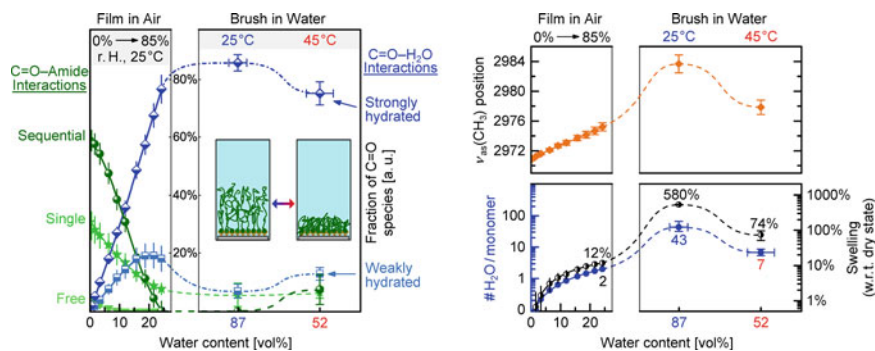 Film in Air
Brush in Water
0% → 85%
r. H., 25°C
25°C
45°C
C=O–Amide
Interactions
C=O–H₂O
Interactions
80%
60%
40%
20%
Sequential
Single
Free
Strongly
hydrated
Weakly
hydrated
Fraction of C=O
species [a.u.]
0 10 20
87
52
Water content [vol%]
Film in Air
Brush in Water
0% → 85%
25°C
45°C
νas(CH₃) position
2984
2980
2976
2972
# H₂O/monomer
100
10
1
0
12%
2
580%
43
74%
7
1000%
100%
10%
1%
Swelling
(w.r.t. dry state)
0 10 20
87
52
Water content [vol%]